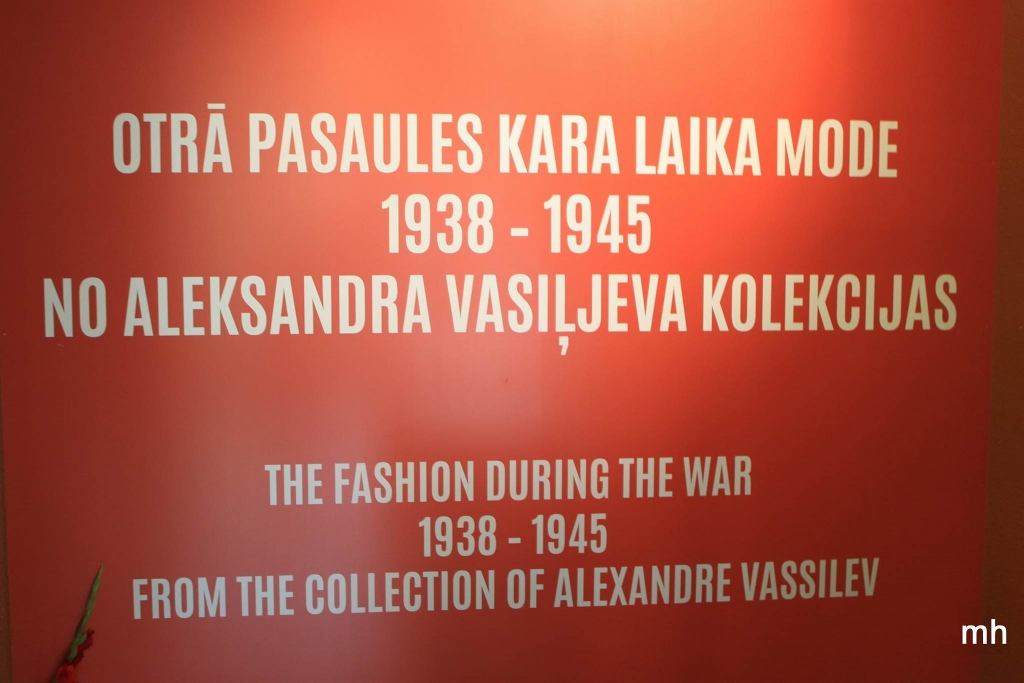 OTRĀ PASAULES KARA LAIKA MODE
1938 - 1945
NO ALEKSANDRA VASIĻJEVA KOLEKCIJAS
THE FASHION DURING THE WAR
1938 - 1945
FROM THE COLLECTION OF ALEXANDRE VASSILEV
mh